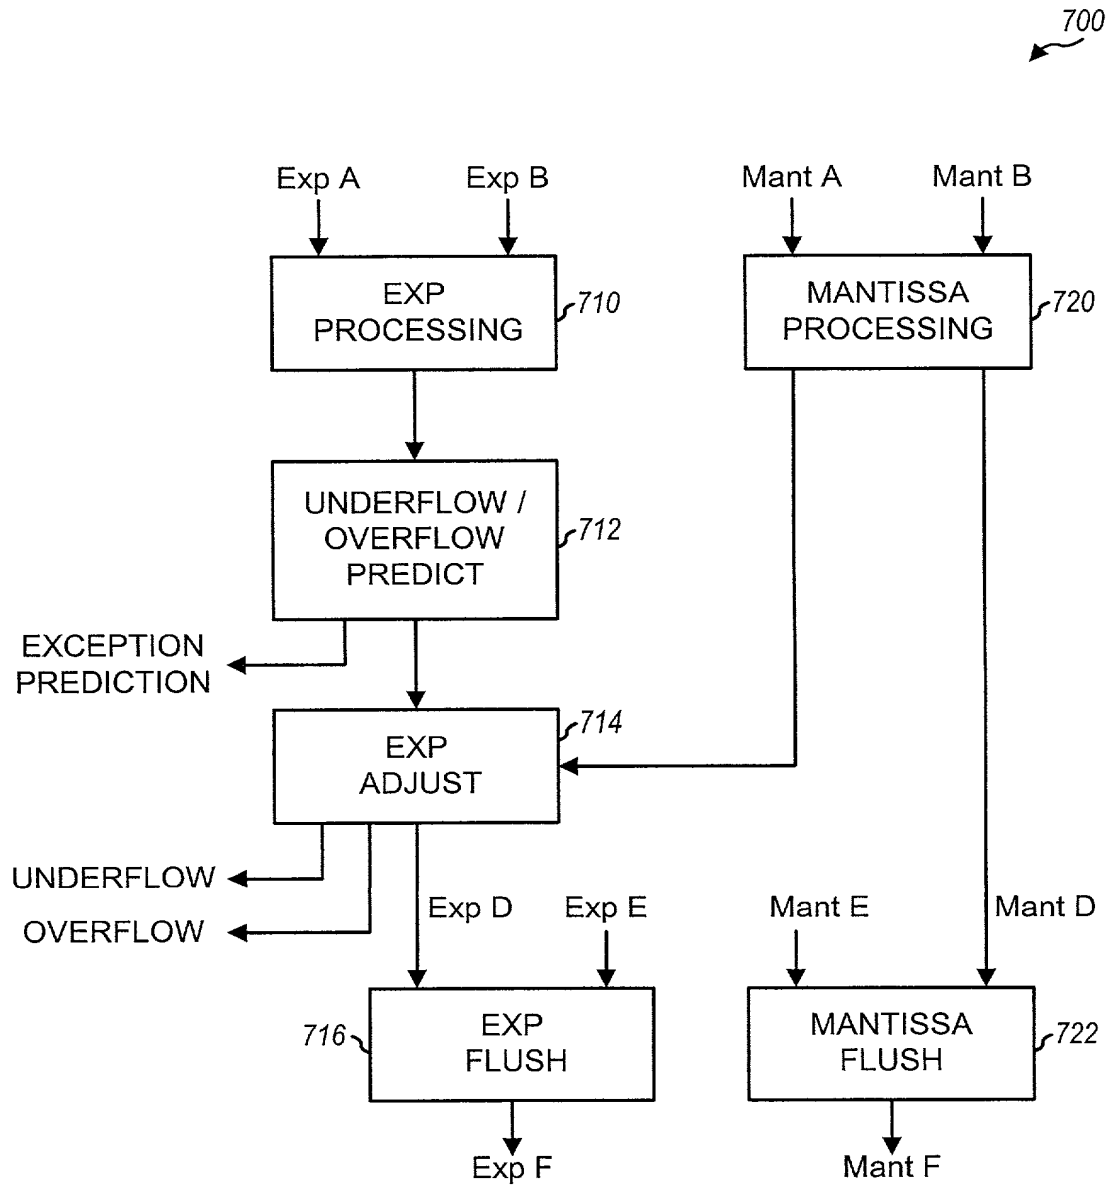 700
Exp A
Exp B
Mant A
Mant B
EXP
PROCESSING
710
MANTISSA
PROCESSING
720
UNDERFLOW /
OVERFLOW
PREDICT
712
EXCEPTION
PREDICTION
EXP
ADJUST
714
UNDERFLOW
OVERFLOW
Exp D
Exp E
Mant E
Mant D
716
EXP
FLUSH
MANTISSA
FLUSH
722
Exp F
Mant F